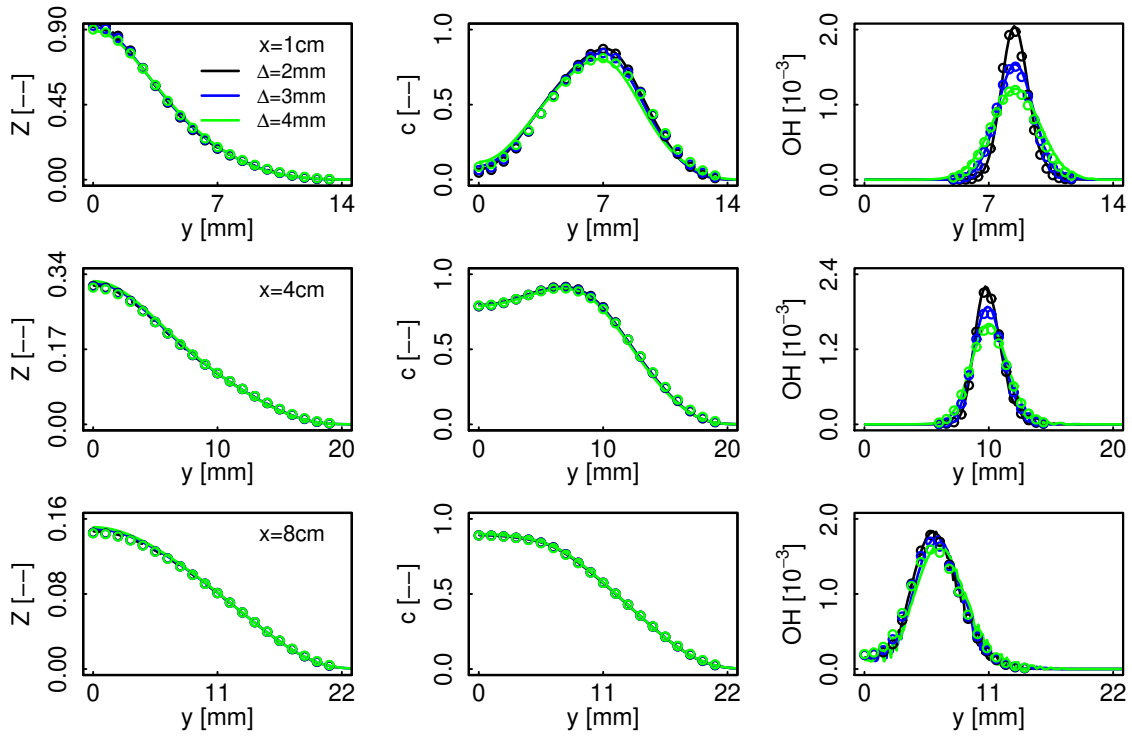 0.00 0.45 0.90
Z [−−]
x=1cm
Δ=2mm
Δ=3mm
Δ=4mm
0 7 14
y [mm]
0.0 0.5 1.0
c [−−]
0 7 14
y [mm]
0.0 1.0 2.0
OH [10⁻³]
0 7 14
y [mm]
0.00 0.17 0.34
Z [−−]
x=4cm
0 10 20
y [mm]
0.0 0.5 1.0
c [−−]
0 10 20
y [mm]
0.0 1.2 2.4
OH [10⁻³]
0 10 20
y [mm]
0.00 0.08 0.16
Z [−−]
x=8cm
0 11 22
y [mm]
0.0 0.5 1.0
c [−−]
0 11 22
y [mm]
0.0 1.0 2.0
OH [10⁻³]
0 11 22
y [mm]